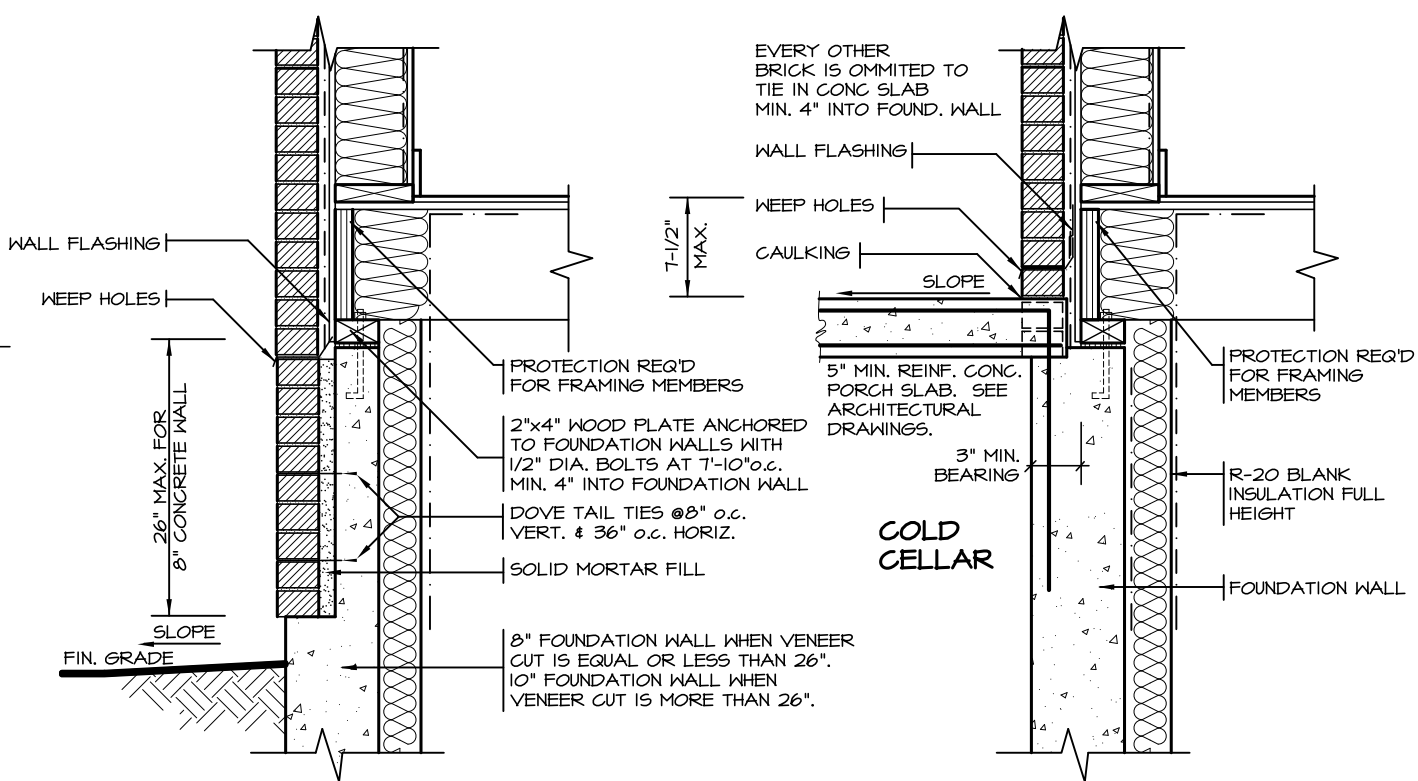 WALL FLASHING
WEEP HOLES
26" MAX. FOR
8" CONCRETE WALL
SLOPE
FIN. GRADE
PROTECTION REQ'D
FOR FRAMING MEMBERS
2"x4" WOOD PLATE ANCHORED
TO FOUNDATION WALLS WITH
1/2" DIA. BOLTS AT 7'-10"o.c.
MIN. 4" INTO FOUNDATION WALL
DOVE TAIL TIES @8" o.c.
VERT. & 36" o.c. HORIZ.
SOLID MORTAR FILL
8" FOUNDATION WALL WHEN VENEER
CUT IS EQUAL OR LESS THAN 26".
10" FOUNDATION WALL WHEN
VENEER CUT IS MORE THAN 26".
EVERY OTHER
BRICK IS OMMITED TO
TIE IN CONC SLAB
MIN. 4" INTO FOUND. WALL
WALL FLASHING
WEEP HOLES
CAULKING
7-1/2"
MAX.
SLOPE
5" MIN. REINF. CONC.
PORCH SLAB. SEE
ARCHITECTURAL
DRAWINGS.
3" MIN.
BEARING
COLD
CELLAR
PROTECTION REQ'D
FOR FRAMING
MEMBERS
R-20 BLANK
INSULATION FULL
HEIGHT
FOUNDATION WALL